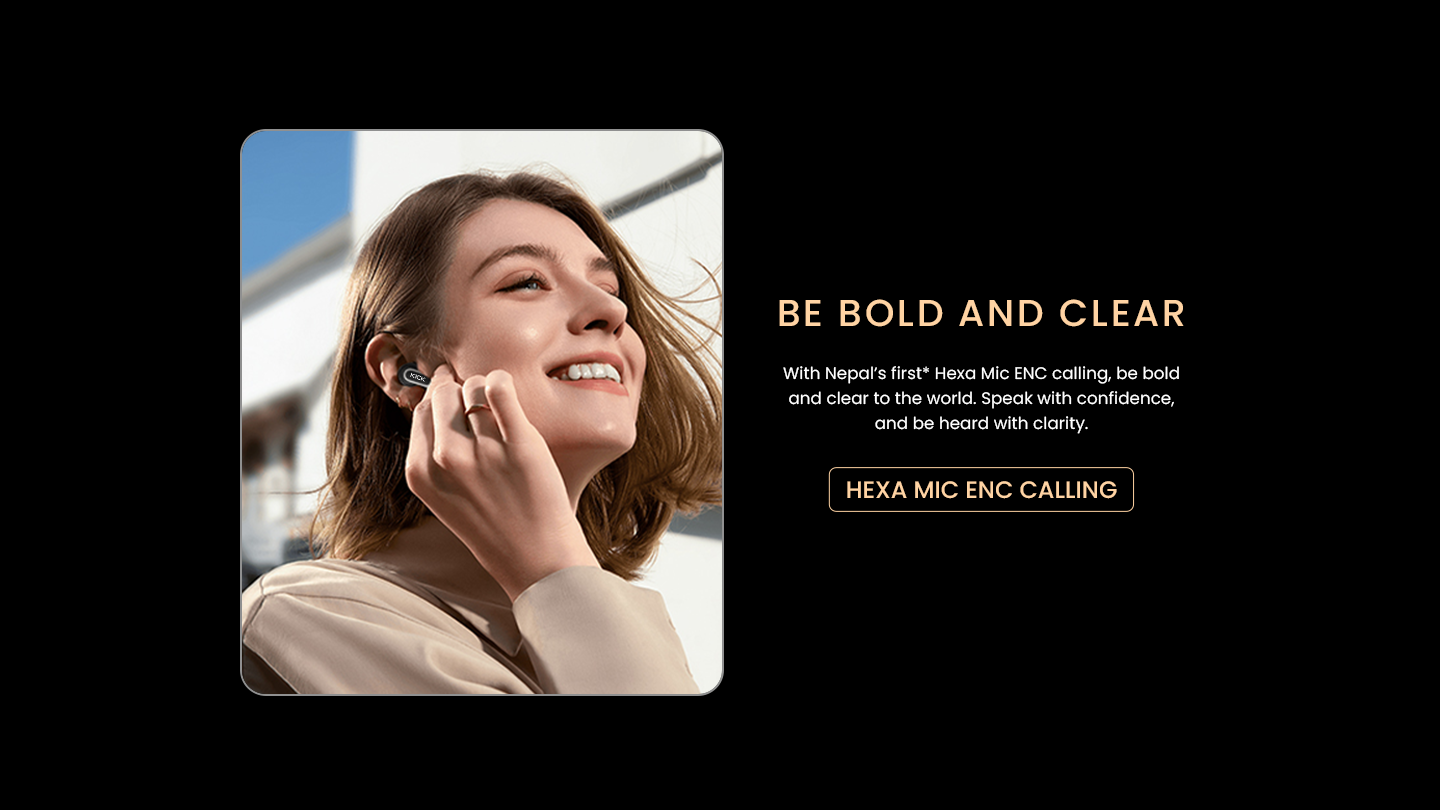 KICK
BE BOLD AND CLEAR
With Nepal’s first* Hexa Mic ENC calling, be bold
and clear to the world. Speak with confidence,
and be heard with clarity.
HEXA MIC ENC CALLING